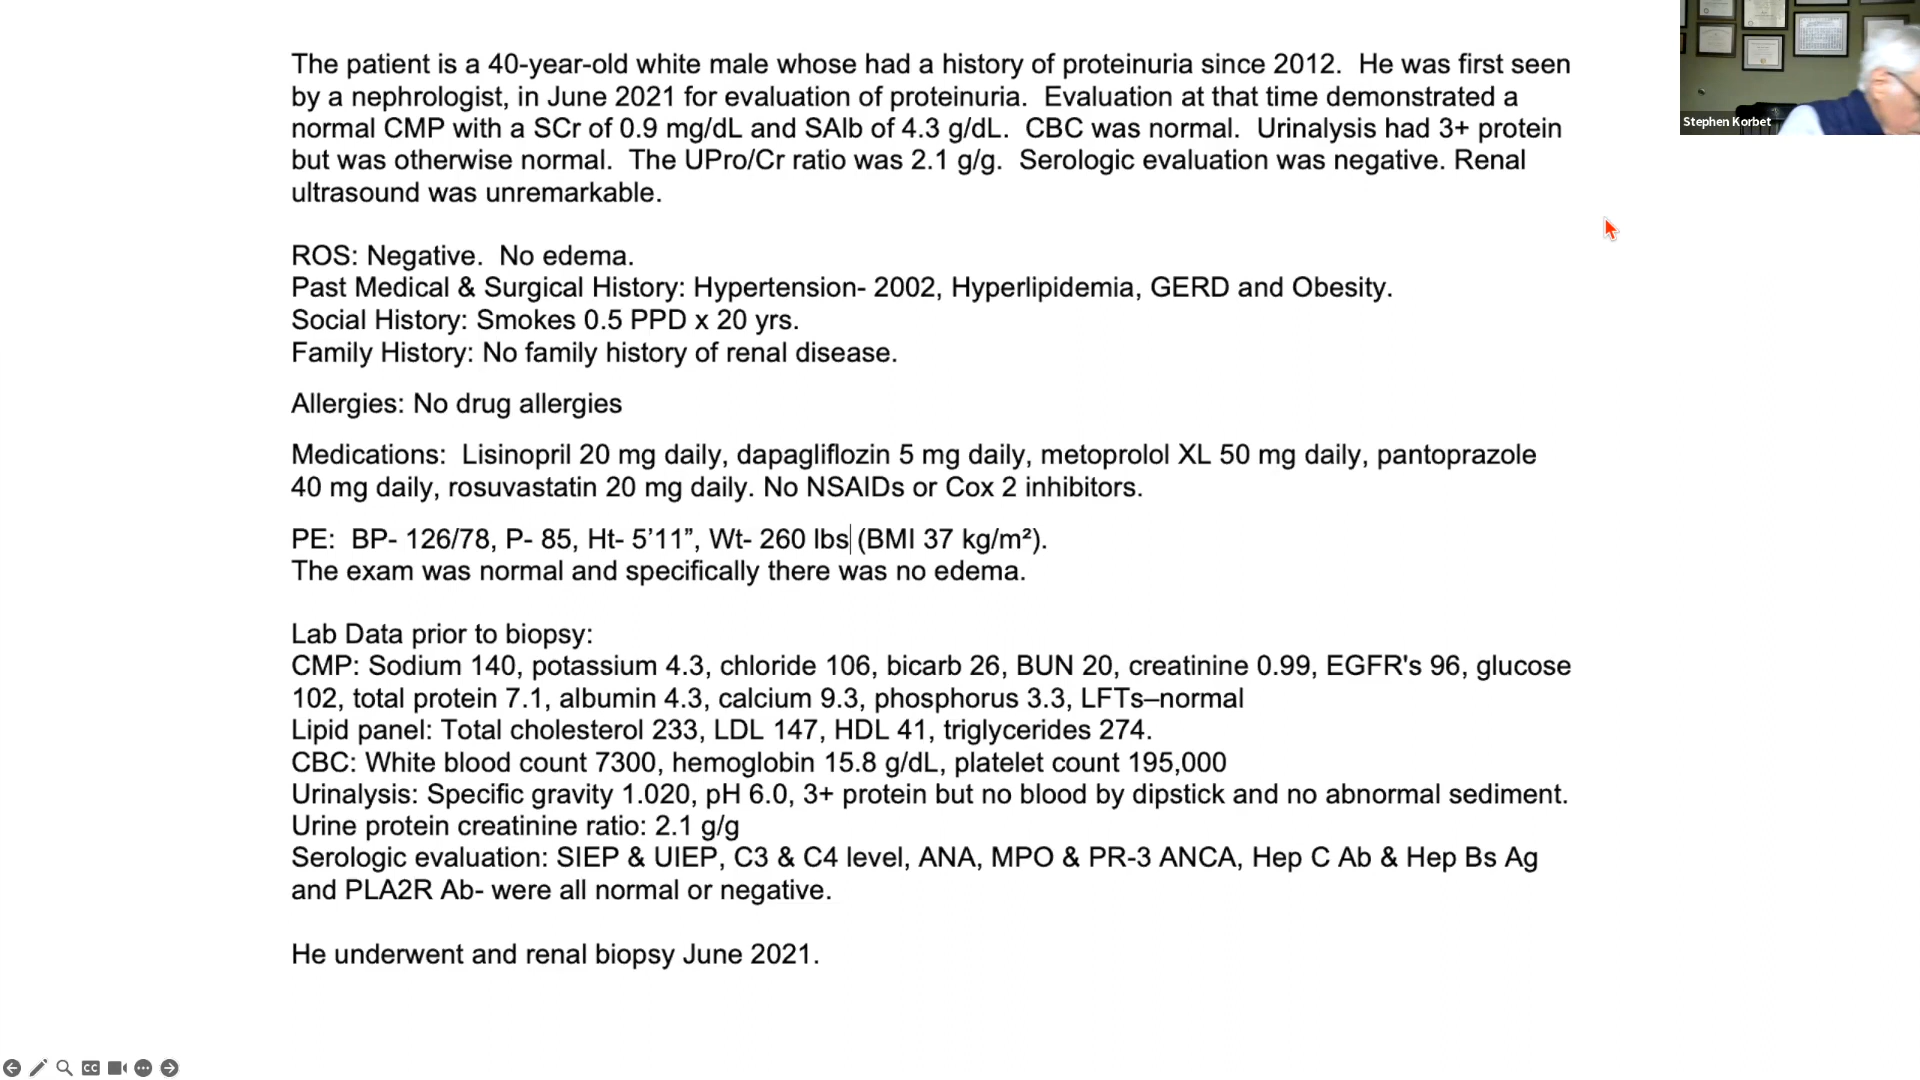 The patient is a 40-year-old white male whose had a history of proteinuria since 2012.  He was first seen
by a nephrologist, in June 2021 for evaluation of proteinuria.  Evaluation at that time demonstrated a
normal CMP with a SCr of 0.9 mg/dL and SAlb of 4.3 g/dL.  CBC was normal.  Urinalysis had 3+ protein
but was otherwise normal.  The UPro/Cr ratio was 2.1 g/g.  Serologic evaluation was negative. Renal
ultrasound was unremarkable.
Stephen Korbet
ROS: Negative.  No edema.
Past Medical & Surgical History: Hypertension- 2002, Hyperlipidemia, GERD and Obesity.
Social History: Smokes 0.5 PPD x 20 yrs.
Family History: No family history of renal disease.
Allergies: No drug allergies
Medications:  Lisinopril 20 mg daily, dapagliflozin 5 mg daily, metoprolol XL 50 mg daily, pantoprazole
40 mg daily, rosuvastatin 20 mg daily. No NSAIDs or Cox 2 inhibitors.
PE:  BP- 126/78, P- 85, Ht- 5’11”, Wt- 260 lbs (BMI 37 kg/m²).
The exam was normal and specifically there was no edema.
Lab Data prior to biopsy:
CMP: Sodium 140, potassium 4.3, chloride 106, bicarb 26, BUN 20, creatinine 0.99, EGFR's 96, glucose
102, total protein 7.1, albumin 4.3, calcium 9.3, phosphorus 3.3, LFTs–normal
Lipid panel: Total cholesterol 233, LDL 147, HDL 41, triglycerides 274.
CBC: White blood count 7300, hemoglobin 15.8 g/dL, platelet count 195,000
Urinalysis: Specific gravity 1.020, pH 6.0, 3+ protein but no blood by dipstick and no abnormal sediment.
Urine protein creatinine ratio: 2.1 g/g
Serologic evaluation: SIEP & UIEP, C3 & C4 level, ANA, MPO & PR-3 ANCA, Hep C Ab & Hep Bs Ag
and PLA2R Ab- were all normal or negative.
He underwent and renal biopsy June 2021.
CC